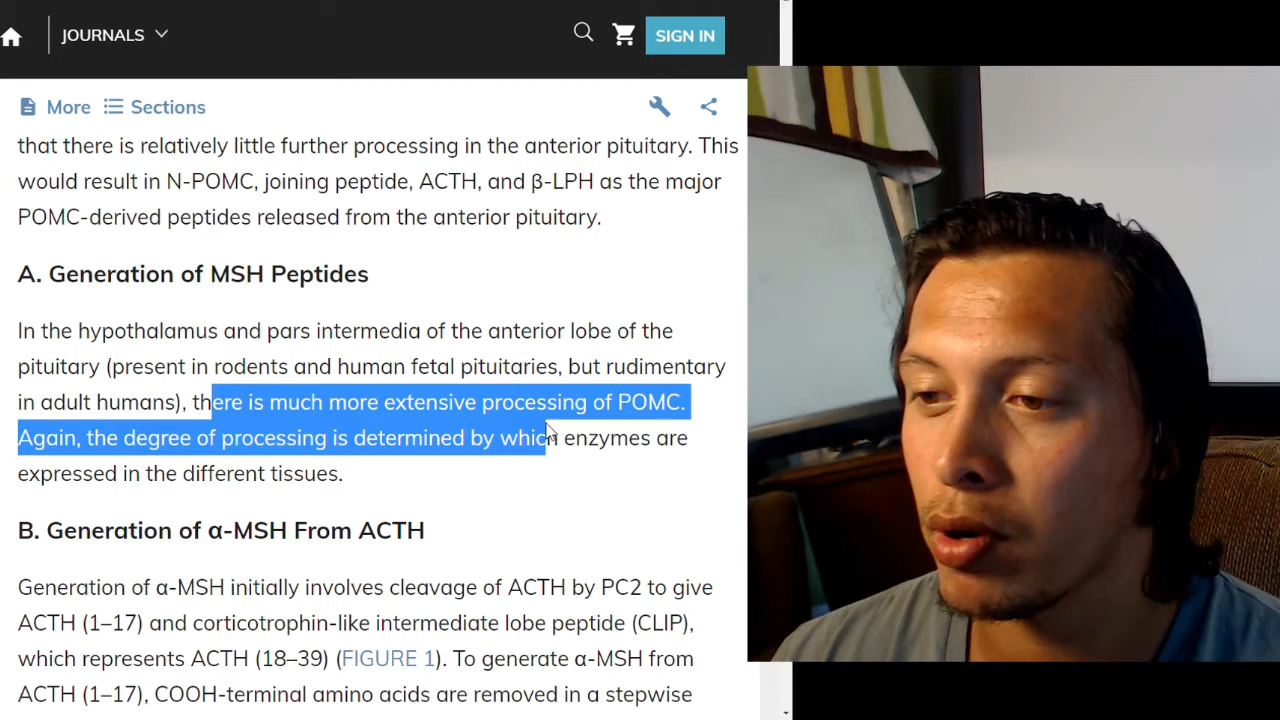 JOURNALS
SIGN IN
More
Sections
that there is relatively little further processing in the anterior pituitary. This
would result in N-POMC, joining peptide, ACTH, and β-LPH as the major
POMC-derived peptides released from the anterior pituitary.
A. Generation of MSH Peptides
In the hypothalamus and pars intermedia of the anterior lobe of the
pituitary (present in rodents and human fetal pituitaries, but rudimentary
in adult humans), there is much more extensive processing of POMC.
Again, the degree of processing is determined by which enzymes are
expressed in the different tissues.
B. Generation of α-MSH From ACTH
Generation of α-MSH initially involves cleavage of ACTH by PC2 to give
ACTH (1–17) and corticotrophin-like intermediate lobe peptide (CLIP),
which represents ACTH (18–39) (FIGURE 1). To generate α-MSH from
ACTH (1–17), COOH-terminal amino acids are removed in a stepwise